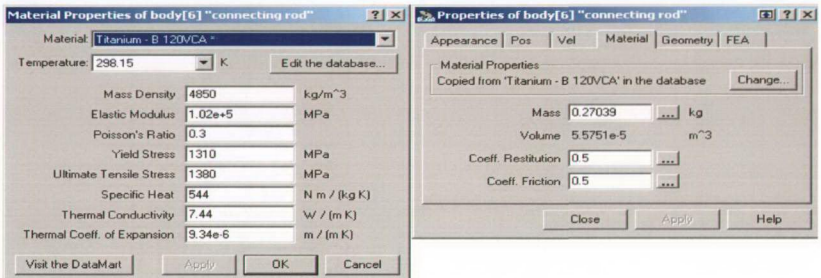 Material Properties of body[6] "connecting rod"
Material: Titanium - B 120VCA *
Temperature: 298.15 K Edit the database...
Mass Density 4850 kg/m^3
Elastic Modulus 1.02e+5 MPa
Poisson's Ratio 0.3
Yield Stress 1310 MPa
Ultimate Tensile Stress 1380 MPa
Specific Heat 544 N m / (kg K)
Thermal Conductivity 7.44 W / (m K)
Thermal Coeff. of Expansion 9.34e-6 m / (m K)
Visit the DataMart Apply OK Cancel
Properties of body[6] "connecting rod"
Appearance Pos Vel Material Geometry FEA
Material Properties
Copied from 'Titanium - B 120VCA' in the database Change...
Mass 0.27039 ... kg
Volume 5.5751e-5 m^3
Coeff. Restitution 0.5 ...
Coeff. Friction 0.5 ...
Close Apply Help